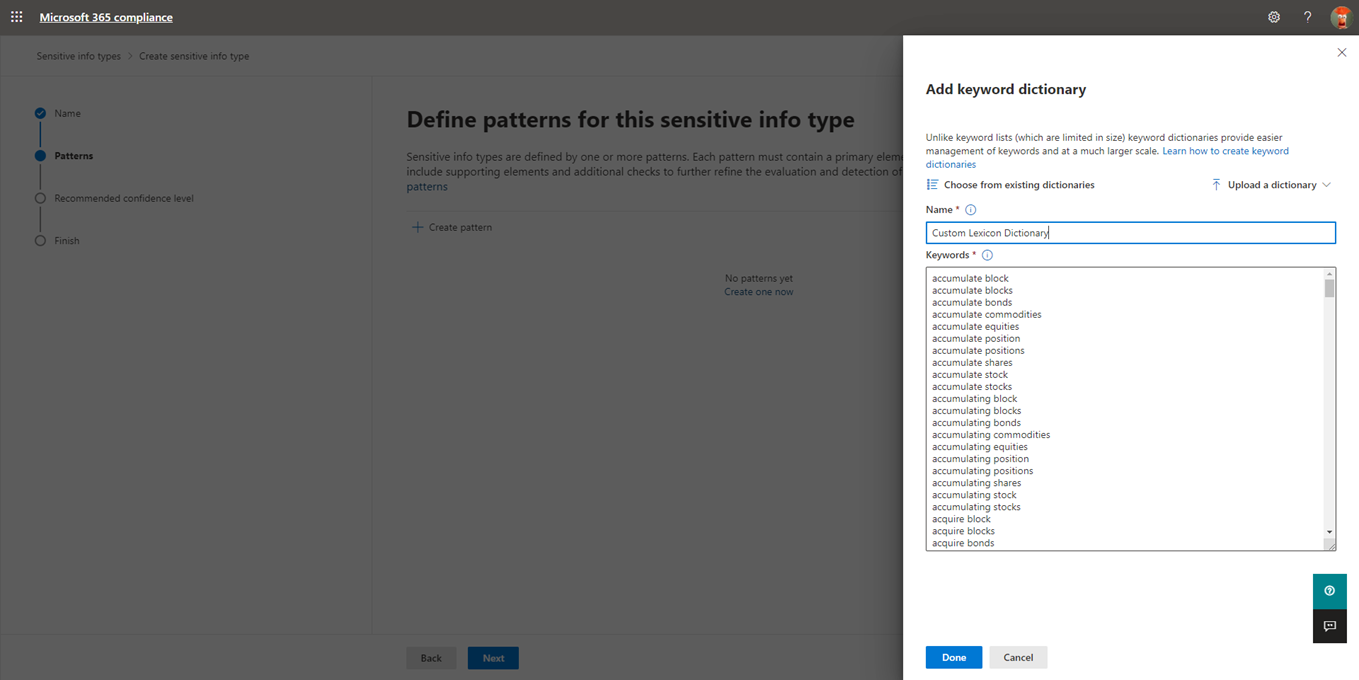 Microsoft 365 compliance
?
Sensitive info types > Create sensitive info type
Name
Patterns
Recommended confidence level
Finish
Define patterns for this sensitive info type
Sensitive info types are defined by one or more patterns. Each pattern must contain a primary eleme
include supporting elements and additional checks to further refine the evaluation and detection of
patterns
+ Create pattern
No patterns yet
Create one now
Back
Next
Add keyword dictionary
Unlike keyword lists (which are limited in size) keyword dictionaries provide easier
management of keywords and at a much larger scale. Learn how to create keyword
dictionaries
Choose from existing dictionaries
Upload a dictionary
Name *
Custom Lexicon Dictionary
Keywords *
accumulate block
accumulate blocks
accumulate bonds
accumulate commodities
accumulate equities
accumulate position
accumulate positions
accumulate shares
accumulate stock
accumulate stocks
accumulating block
accumulating blocks
accumulating bonds
accumulating commodities
accumulating equities
accumulating position
accumulating positions
accumulating shares
accumulating stock
accumulating stocks
acquire block
acquire blocks
acquire bonds
Done
Cancel